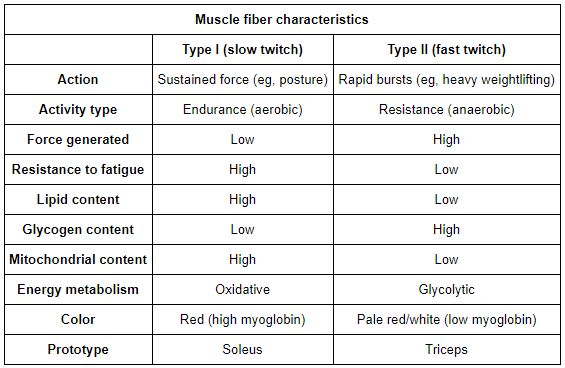 Muscle fiber characteristics
Type I (slow twitch) Type II (fast twitch)
Action Sustained force (eg, posture) Rapid bursts (eg, heavy weightlifting)
Activity type Endurance (aerobic) Resistance (anaerobic)
Force generated Low High
Resistance to fatigue High Low
Lipid content High Low
Glycogen content Low High
Mitochondrial content High Low
Energy metabolism Oxidative Glycolytic
Color Red (high myoglobin) Pale red/white (low myoglobin)
Prototype Soleus Triceps